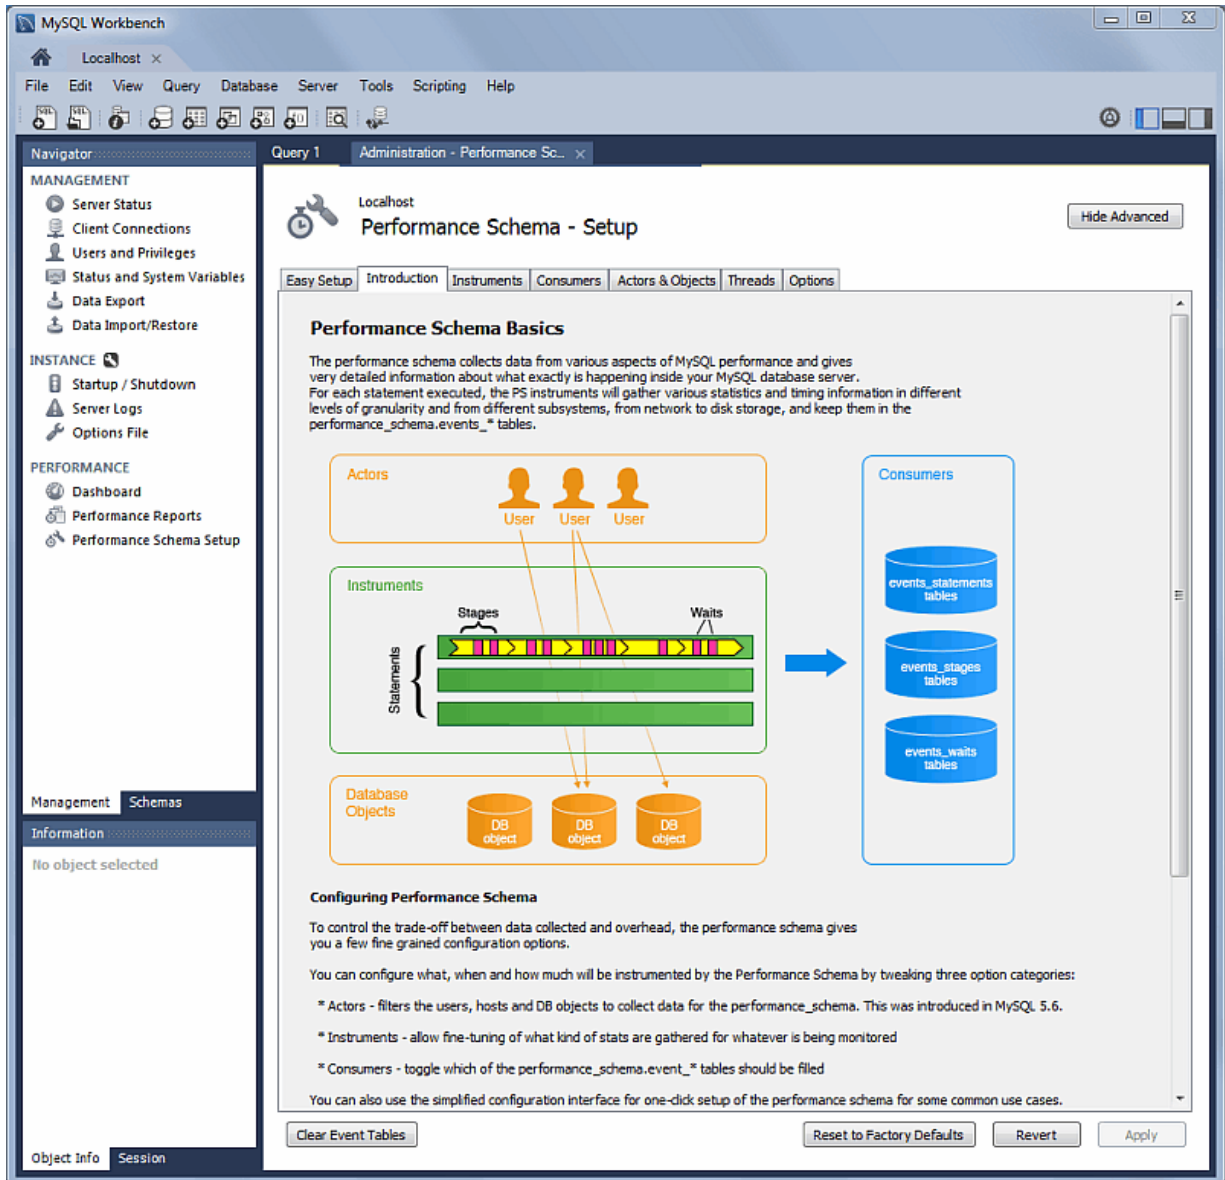 MySQL Workbench
Localhost
File Edit View Query Database Server Tools Scripting Help
Navigator
MANAGEMENT
Server Status
Client Connections
Users and Privileges
Status and System Variables
Data Export
Data Import/Restore
INSTANCE
Startup / Shutdown
Server Logs
Options File
PERFORMANCE
Dashboard
Performance Reports
Performance Schema Setup
Management Schemas
Information
No object selected
Object Info Session
Query 1 Administration - Performance Sc...
Localhost
Performance Schema - Setup
Hide Advanced
Easy Setup Introduction Instruments Consumers Actors & Objects Threads Options
Performance Schema Basics
The performance schema collects data from various aspects of MySQL performance and gives
very detailed information about what exactly is happening inside your MySQL database server.
For each statement executed, the PS instruments will gather various statistics and timing information in different
levels of granularity and from different subsystems, from network to disk storage, and keep them in the
performance_schema.events_* tables.
Actors
User User User
Instruments
Stages Waits
Statements
Database
Objects
DB
object
DB
object
DB
object
Consumers
events_statements
tables
events_stages
tables
events_waits
tables
Configuring Performance Schema
To control the trade-off between data collected and overhead, the performance schema gives
you a few fine grained configuration options.
You can configure what, when and how much will be instrumented by the Performance Schema by tweaking three option categories:
* Actors - filters the users, hosts and DB objects to collect data for the performance_schema. This was introduced in MySQL 5.6.
* Instruments - allow fine-tuning of what kind of stats are gathered for whatever is being monitored
* Consumers - toggle which of the performance_schema.event_* tables should be filled
You can also use the simplified configuration interface for one-click setup of the performance schema for some common use cases.
Clear Event Tables Reset to Factory Defaults Revert Apply